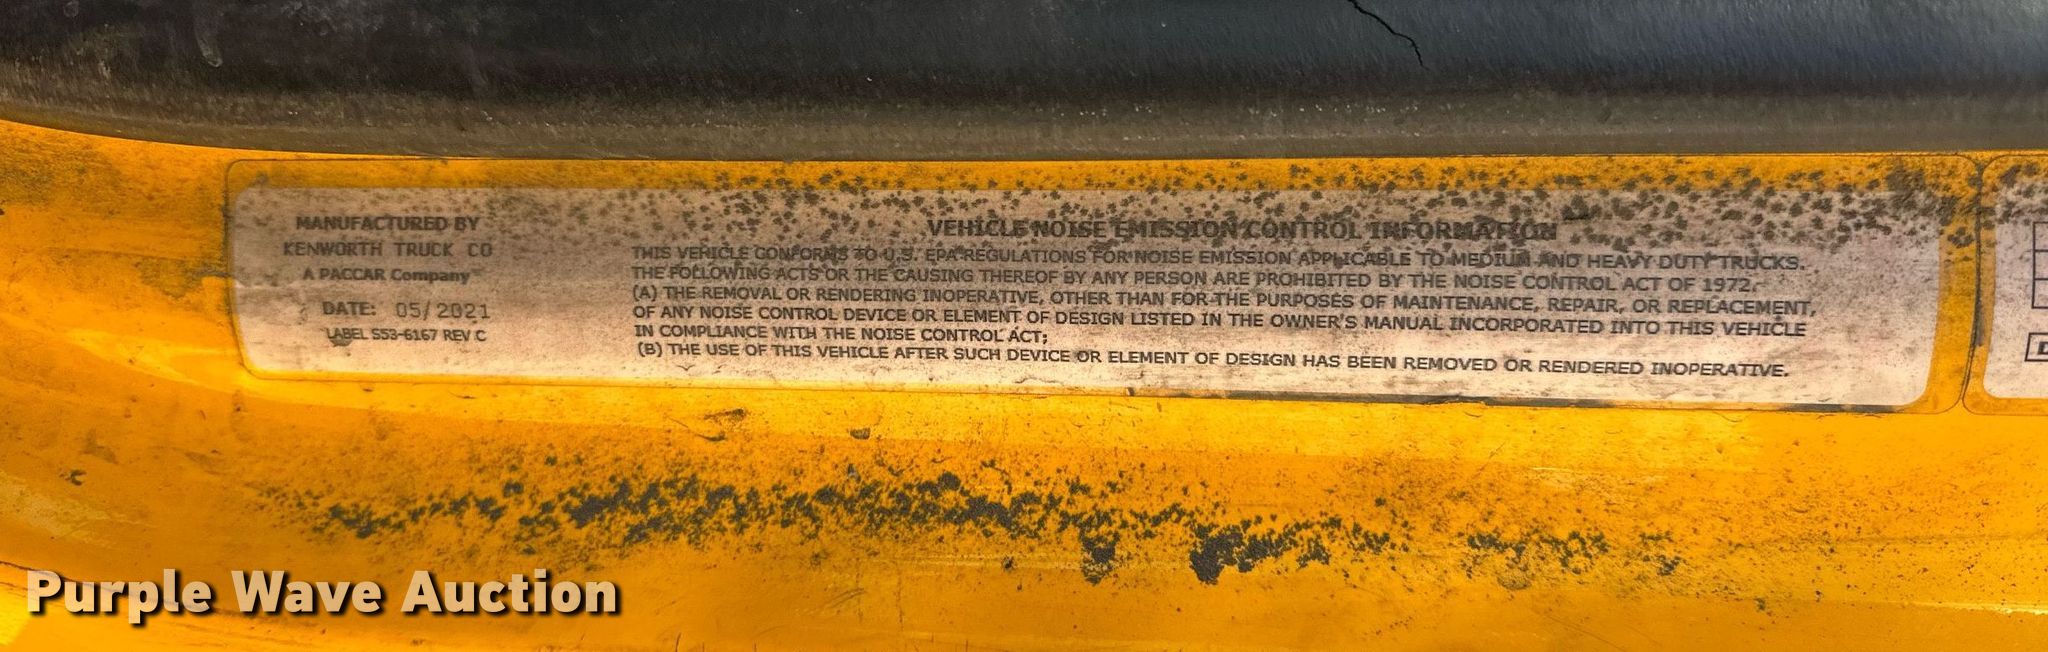 MANUFACTURED BY
KENWORTH TRUCK CO
A PACCAR Company
DATE: 05/2021
LABEL S53-6167 REV C
VEHICLE NOISE EMISSION CONTROL INFORMATION
THIS VEHICLE CONFORMS TO U.S. EPA REGULATIONS FOR NOISE EMISSION APPLICABLE TO MEDIUM AND HEAVY DUTY TRUCKS.
THE FOLLOWING ACTS OR THE CAUSING THEREOF BY ANY PERSON ARE PROHIBITED BY THE NOISE CONTROL ACT OF 1972.
(A) THE REMOVAL OR RENDERING INOPERATIVE, OTHER THAN FOR THE PURPOSES OF MAINTENANCE, REPAIR, OR REPLACEMENT,
OF ANY NOISE CONTROL DEVICE OR ELEMENT OF DESIGN LISTED IN THE OWNER'S MANUAL INCORPORATED INTO THIS VEHICLE
IN COMPLIANCE WITH THE NOISE CONTROL ACT;
(B) THE USE OF THIS VEHICLE AFTER SUCH DEVICE OR ELEMENT OF DESIGN HAS BEEN REMOVED OR RENDERED INOPERATIVE.
Purple Wave Auction